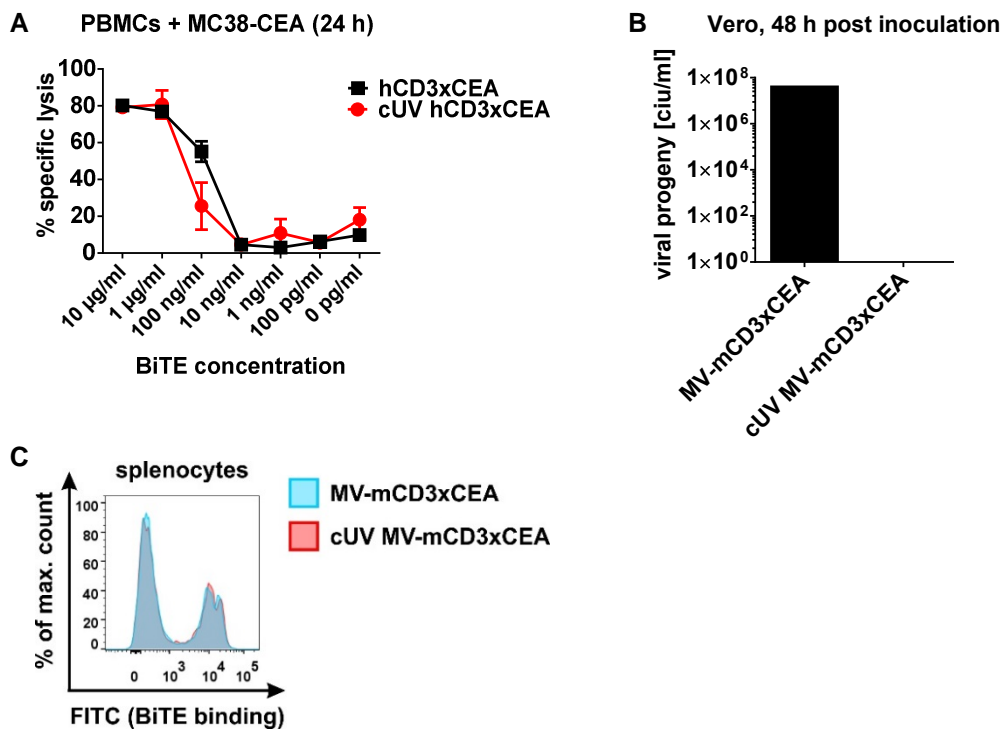 A
PBMCs + MC38-CEA (24 h)
% specific lysis
100
80
60
40
20
0
10 µg/ml
1 µg/ml
100 ng/ml
10 ng/ml
1 ng/ml
100 pg/ml
0 pg/ml
BiTE concentration
hCD3xCEA
cUV hCD3xCEA
B
Vero, 48 h post inoculation
viral progeny [ciu/ml]
1×10⁸
1×10⁶
1×10⁴
1×10²
1×10⁰
MV-mCD3xCEA
cUV MV-mCD3xCEA
C
splenocytes
% of max. count
100
80
60
40
20
0
0 10³ 10⁴ 10⁵
FITC (BiTE binding)
MV-mCD3xCEA
cUV MV-mCD3xCEA